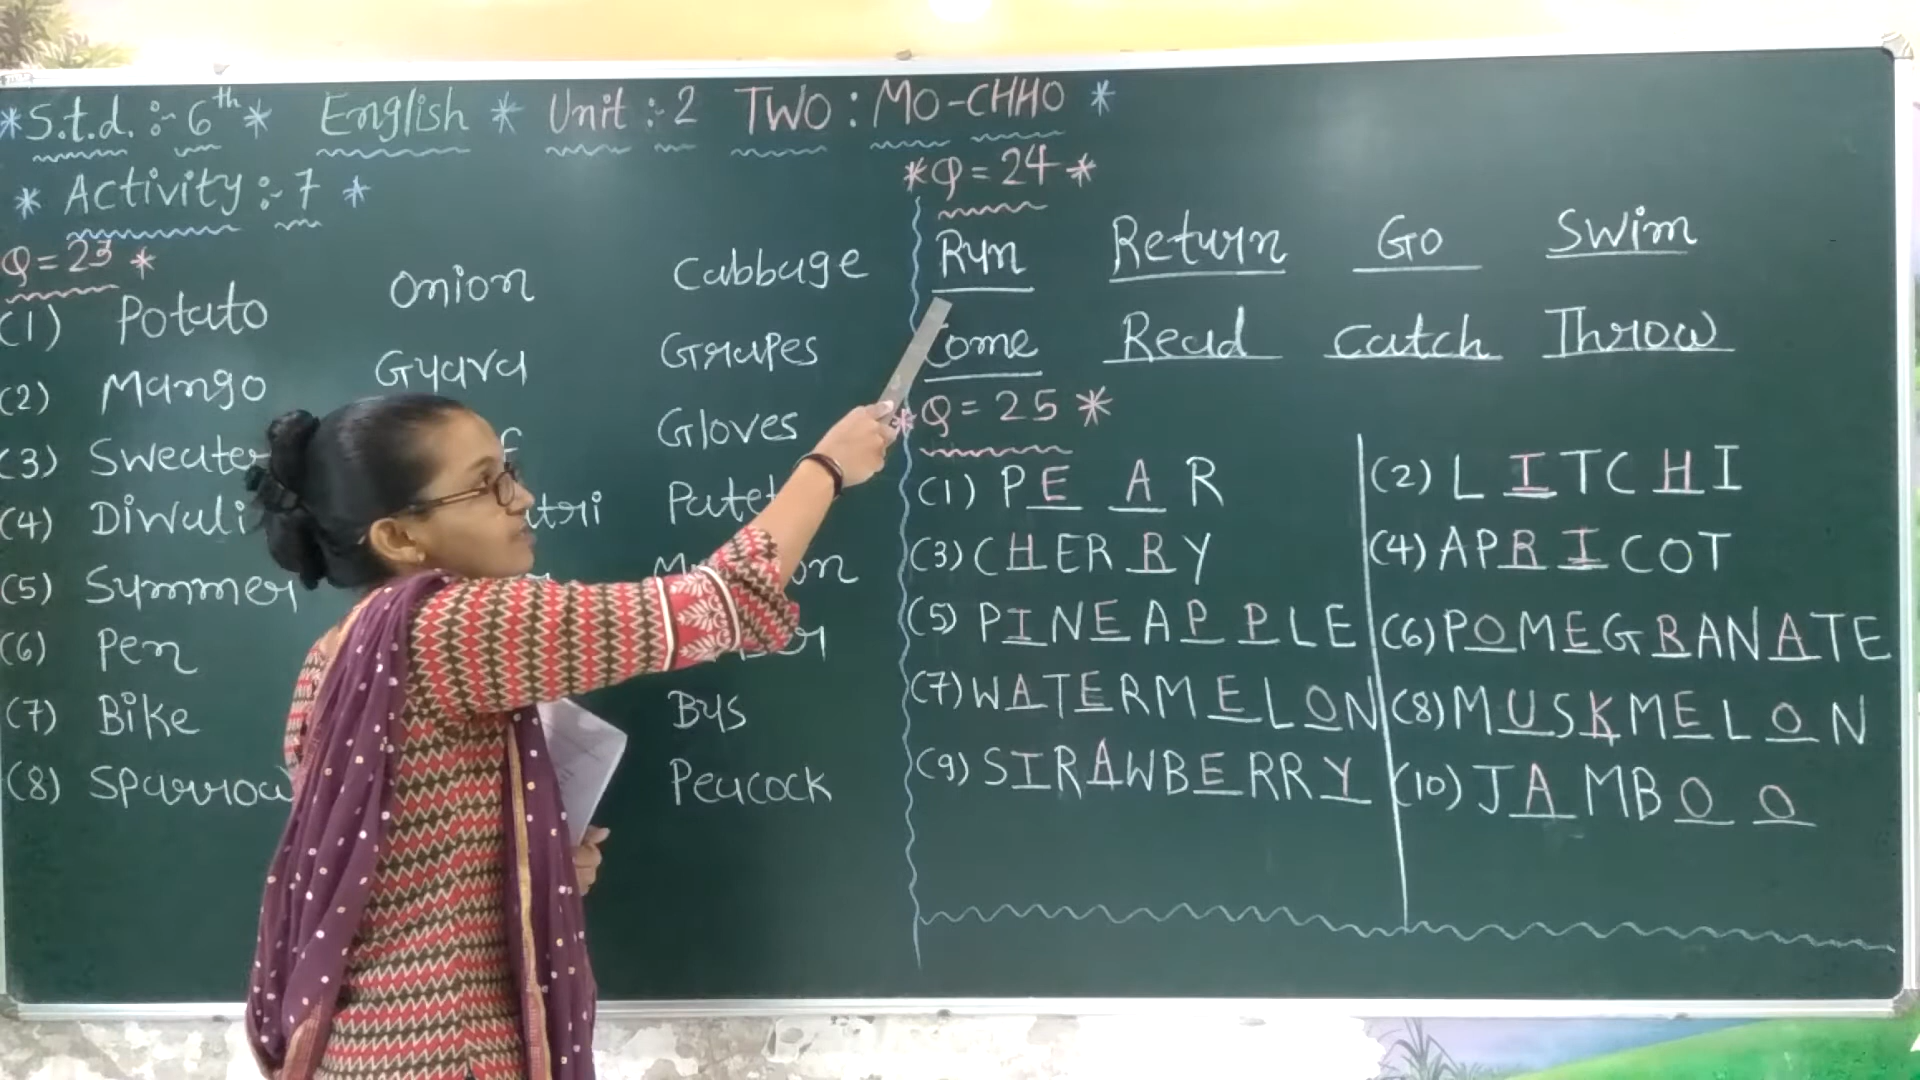 *S.t.d. :- 6th * English * Unit :- 2 TWO : MO-CHHO *
* Activity :- 7 *
Q = 23 *
(1) Potato Onion Cabbage
(2) Mango Guava Grapes
(3) Sweater Gloves
(4) Diwali
(5) Summer
(6) Pen
(7) Bike Bus
(8) Sparrow Peacock
* Q = 24 *
Run Return Go Swim
Come Read Catch Throw
* Q = 25 *
(1) P E A R (2) L I T C H I
(3) C H E R R Y (4) A P R I C O T
(5) P I N E A P P L E (6) P O M E G R A N A T E
(7) W A T E R M E L O N (8) M U S K M E L O N
(9) S T R A W B E R R Y (10) J A M B O O